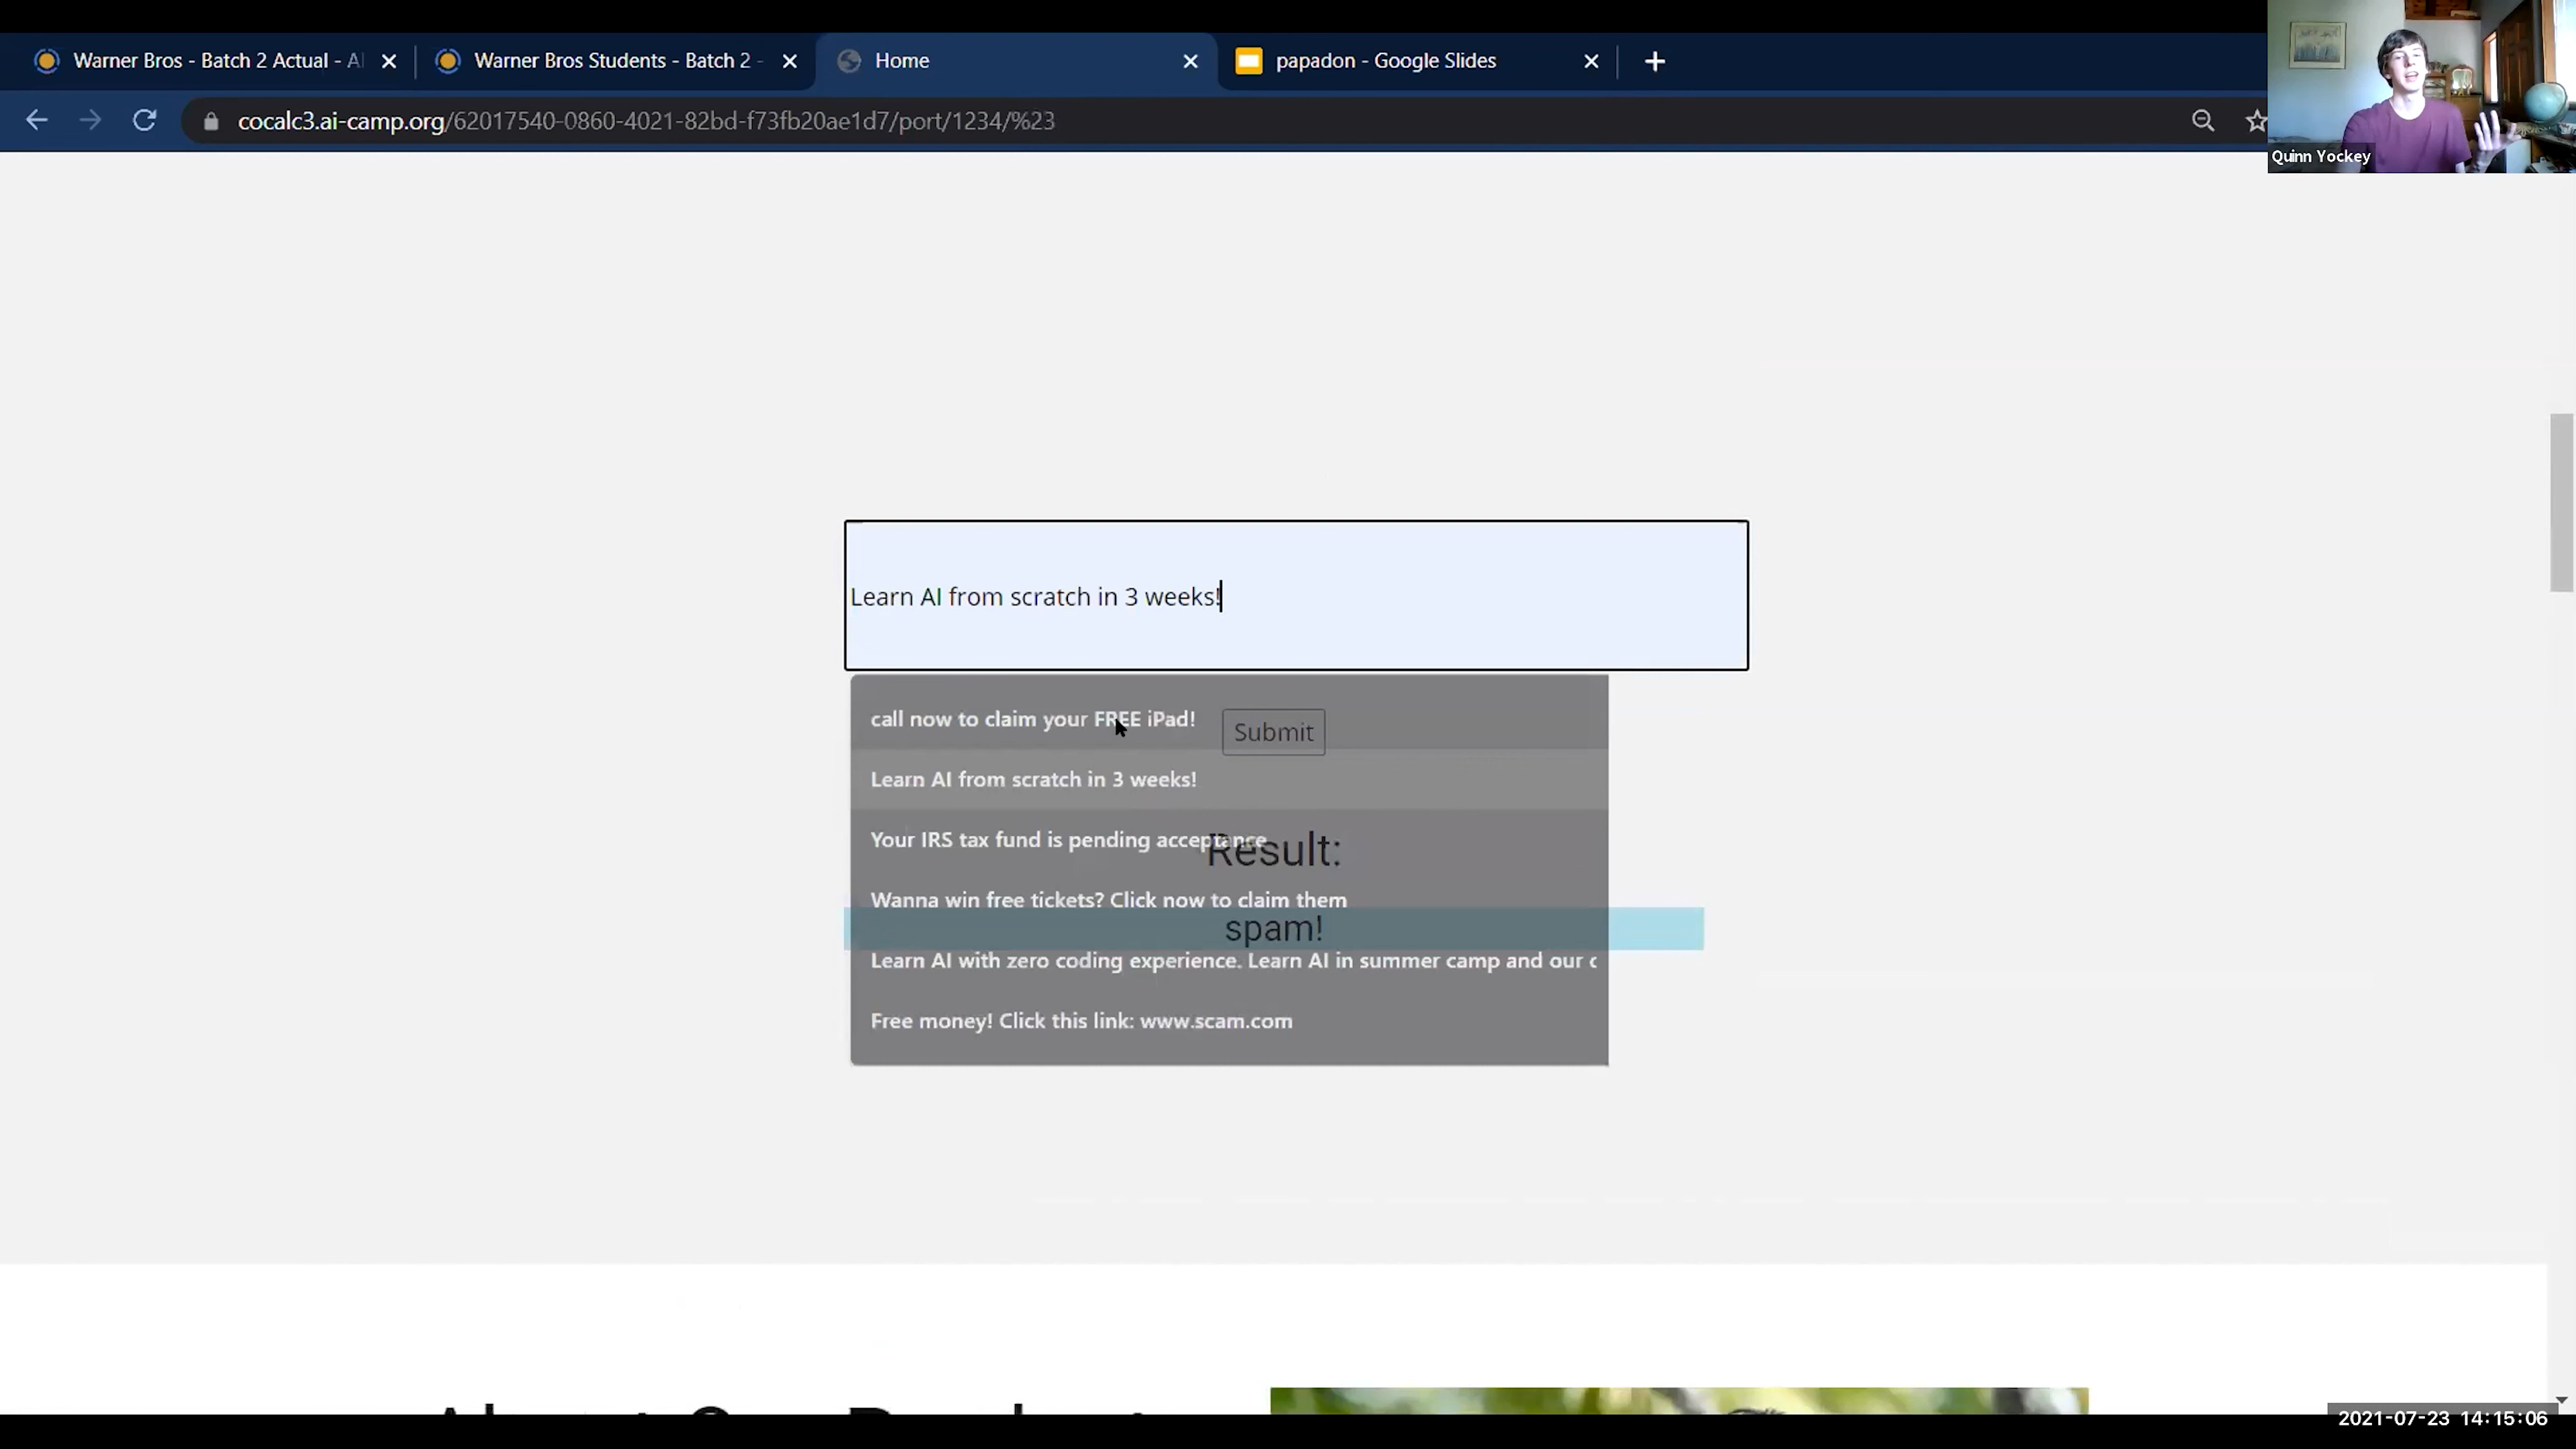 Warner Bros - Batch 2 Actual - AI
Warner Bros Students - Batch 2 -
Home
papadon - Google Slides
cocalc3.ai-camp.org/62017540-0860-4021-82bd-f73fb20ae1d7/port/1234/%23
Quinn Yockey
Learn AI from scratch in 3 weeks!
call now to claim your FREE iPad!
Submit
Learn AI from scratch in 3 weeks!
Your IRS tax fund is pending acceptance
Result:
Wanna win free tickets? Click now to claim them
spam!
Learn AI with zero coding experience. Learn AI in summer camp and our c
Free money! Click this link: www.scam.com
2021-07-23 14:15:06